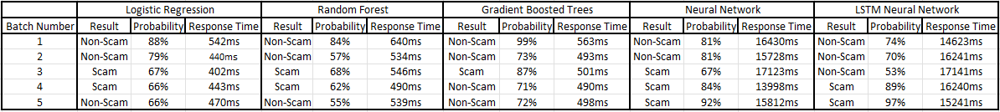 Logistic Regression Random Forest Gradient Boosted Trees Neural Network LSTM Neural Network
Batch Number Result Probability Response Time Result Probability Response Time Result Probability Response Time Result Probability Response Time Result Probability Response Time
1 Non-Scam 88% 542ms Non-Scam 84% 640ms Non-Scam 99% 563ms Non-Scam 81% 16430ms Non-Scam 74% 14623ms
2 Non-Scam 79% 440ms Non-Scam 57% 534ms Non-Scam 73% 493ms Non-Scam 81% 15728ms Non-Scam 70% 16241ms
3 Scam 67% 402ms Scam 68% 546ms Scam 87% 501ms Scam 67% 17123ms Non-Scam 53% 17141ms
4 Scam 66% 443ms Scam 62% 490ms Non-Scam 71% 490ms Scam 84% 13998ms Scam 89% 16240ms
5 Non-Scam 66% 470ms Non-Scam 55% 539ms Non-Scam 72% 498ms Scam 92% 15812ms Scam 97% 15241ms